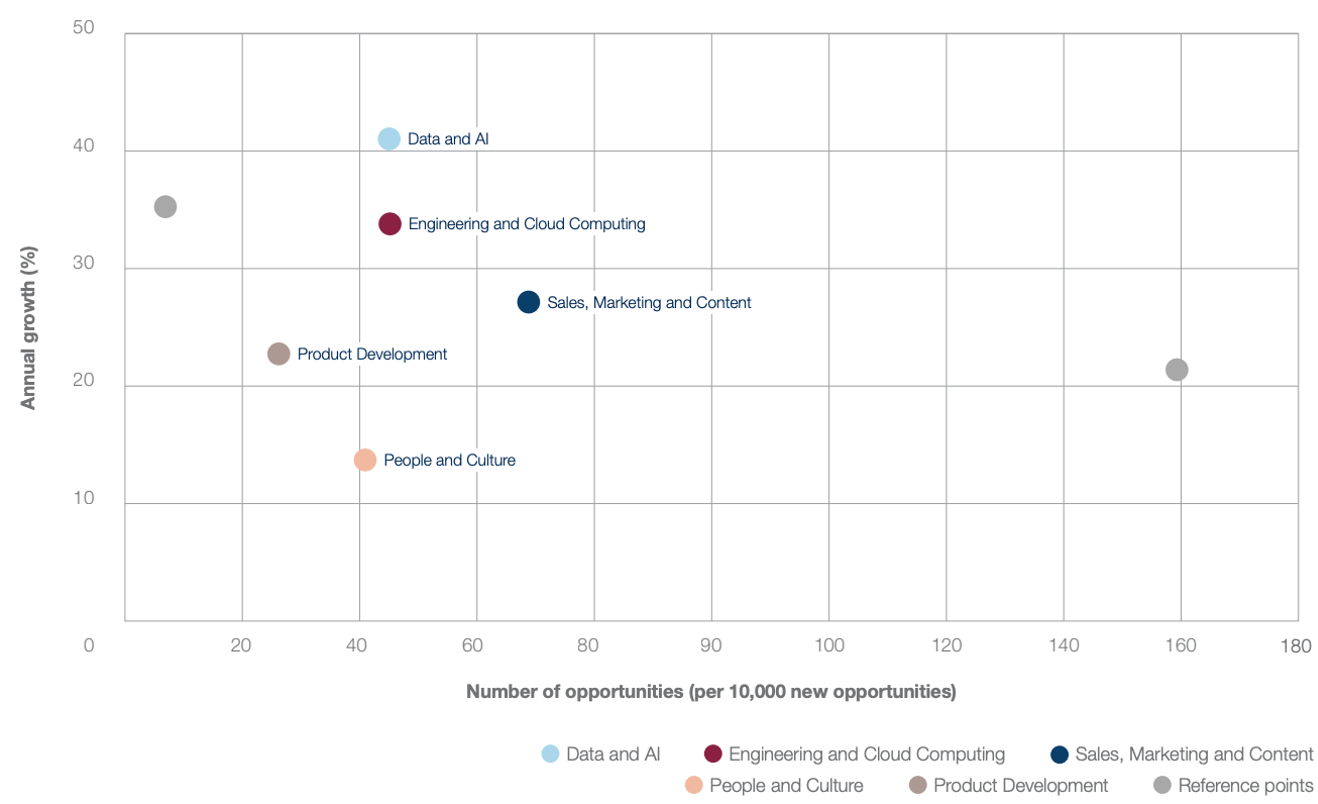 50
Data and AI
40
Engineering and Cloud Computing
30
Sales, Marketing and Content
Product Development
20
People and Culture
10
Annual growth (%)
0 20 40 60 80 90 100 120 140 160 180
Number of opportunities (per 10,000 new opportunities)
Data and AI Engineering and Cloud Computing Sales, Marketing and Content
People and Culture Product Development Reference points